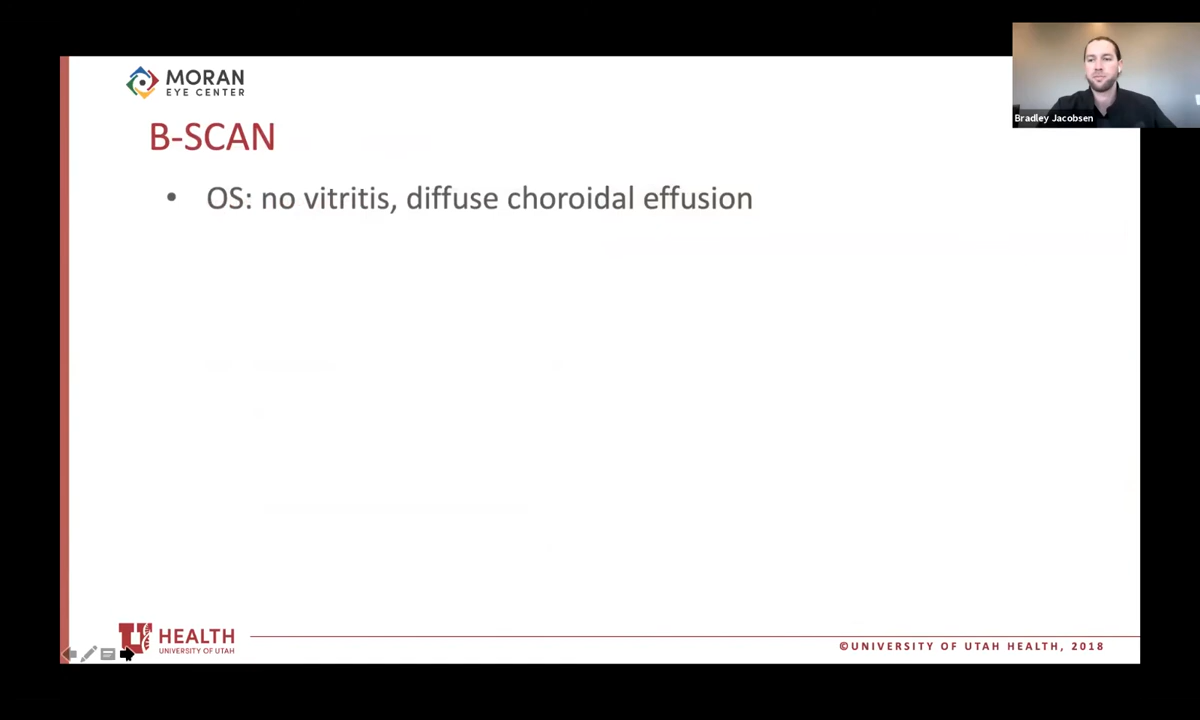 MORAN
EYE CENTER
Bradley Jacobsen
B-SCAN
• OS: no vitritis, diffuse choroidal effusion
U
HEALTH
UNIVERSITY OF UTAH
©UNIVERSITY OF UTAH HEALTH, 2018